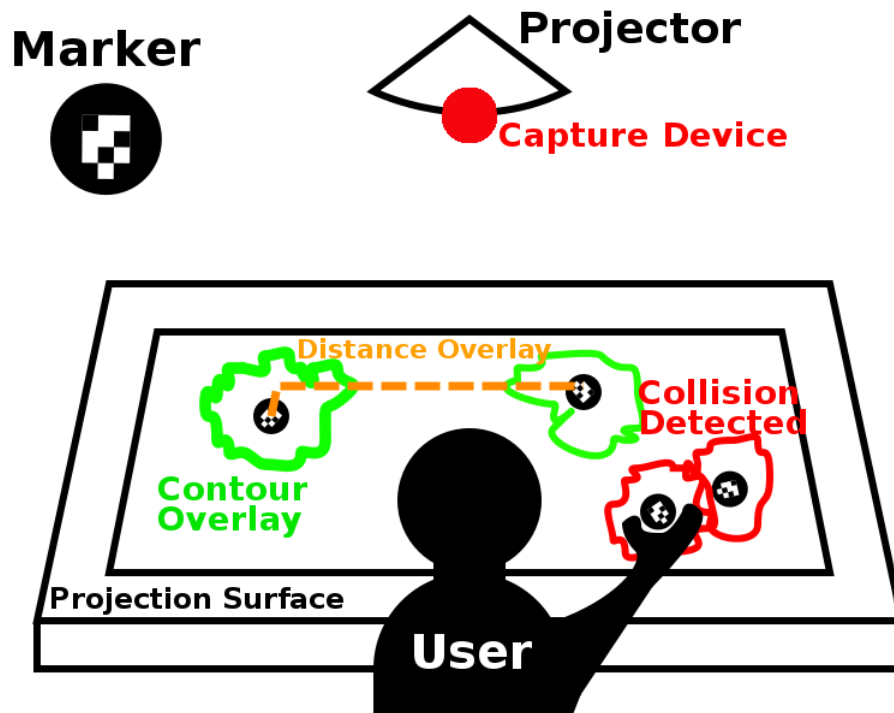 Marker
Projector
Capture Device
Distance Overlay
Collision
Detected
Contour
Overlay
Projection Surface
User